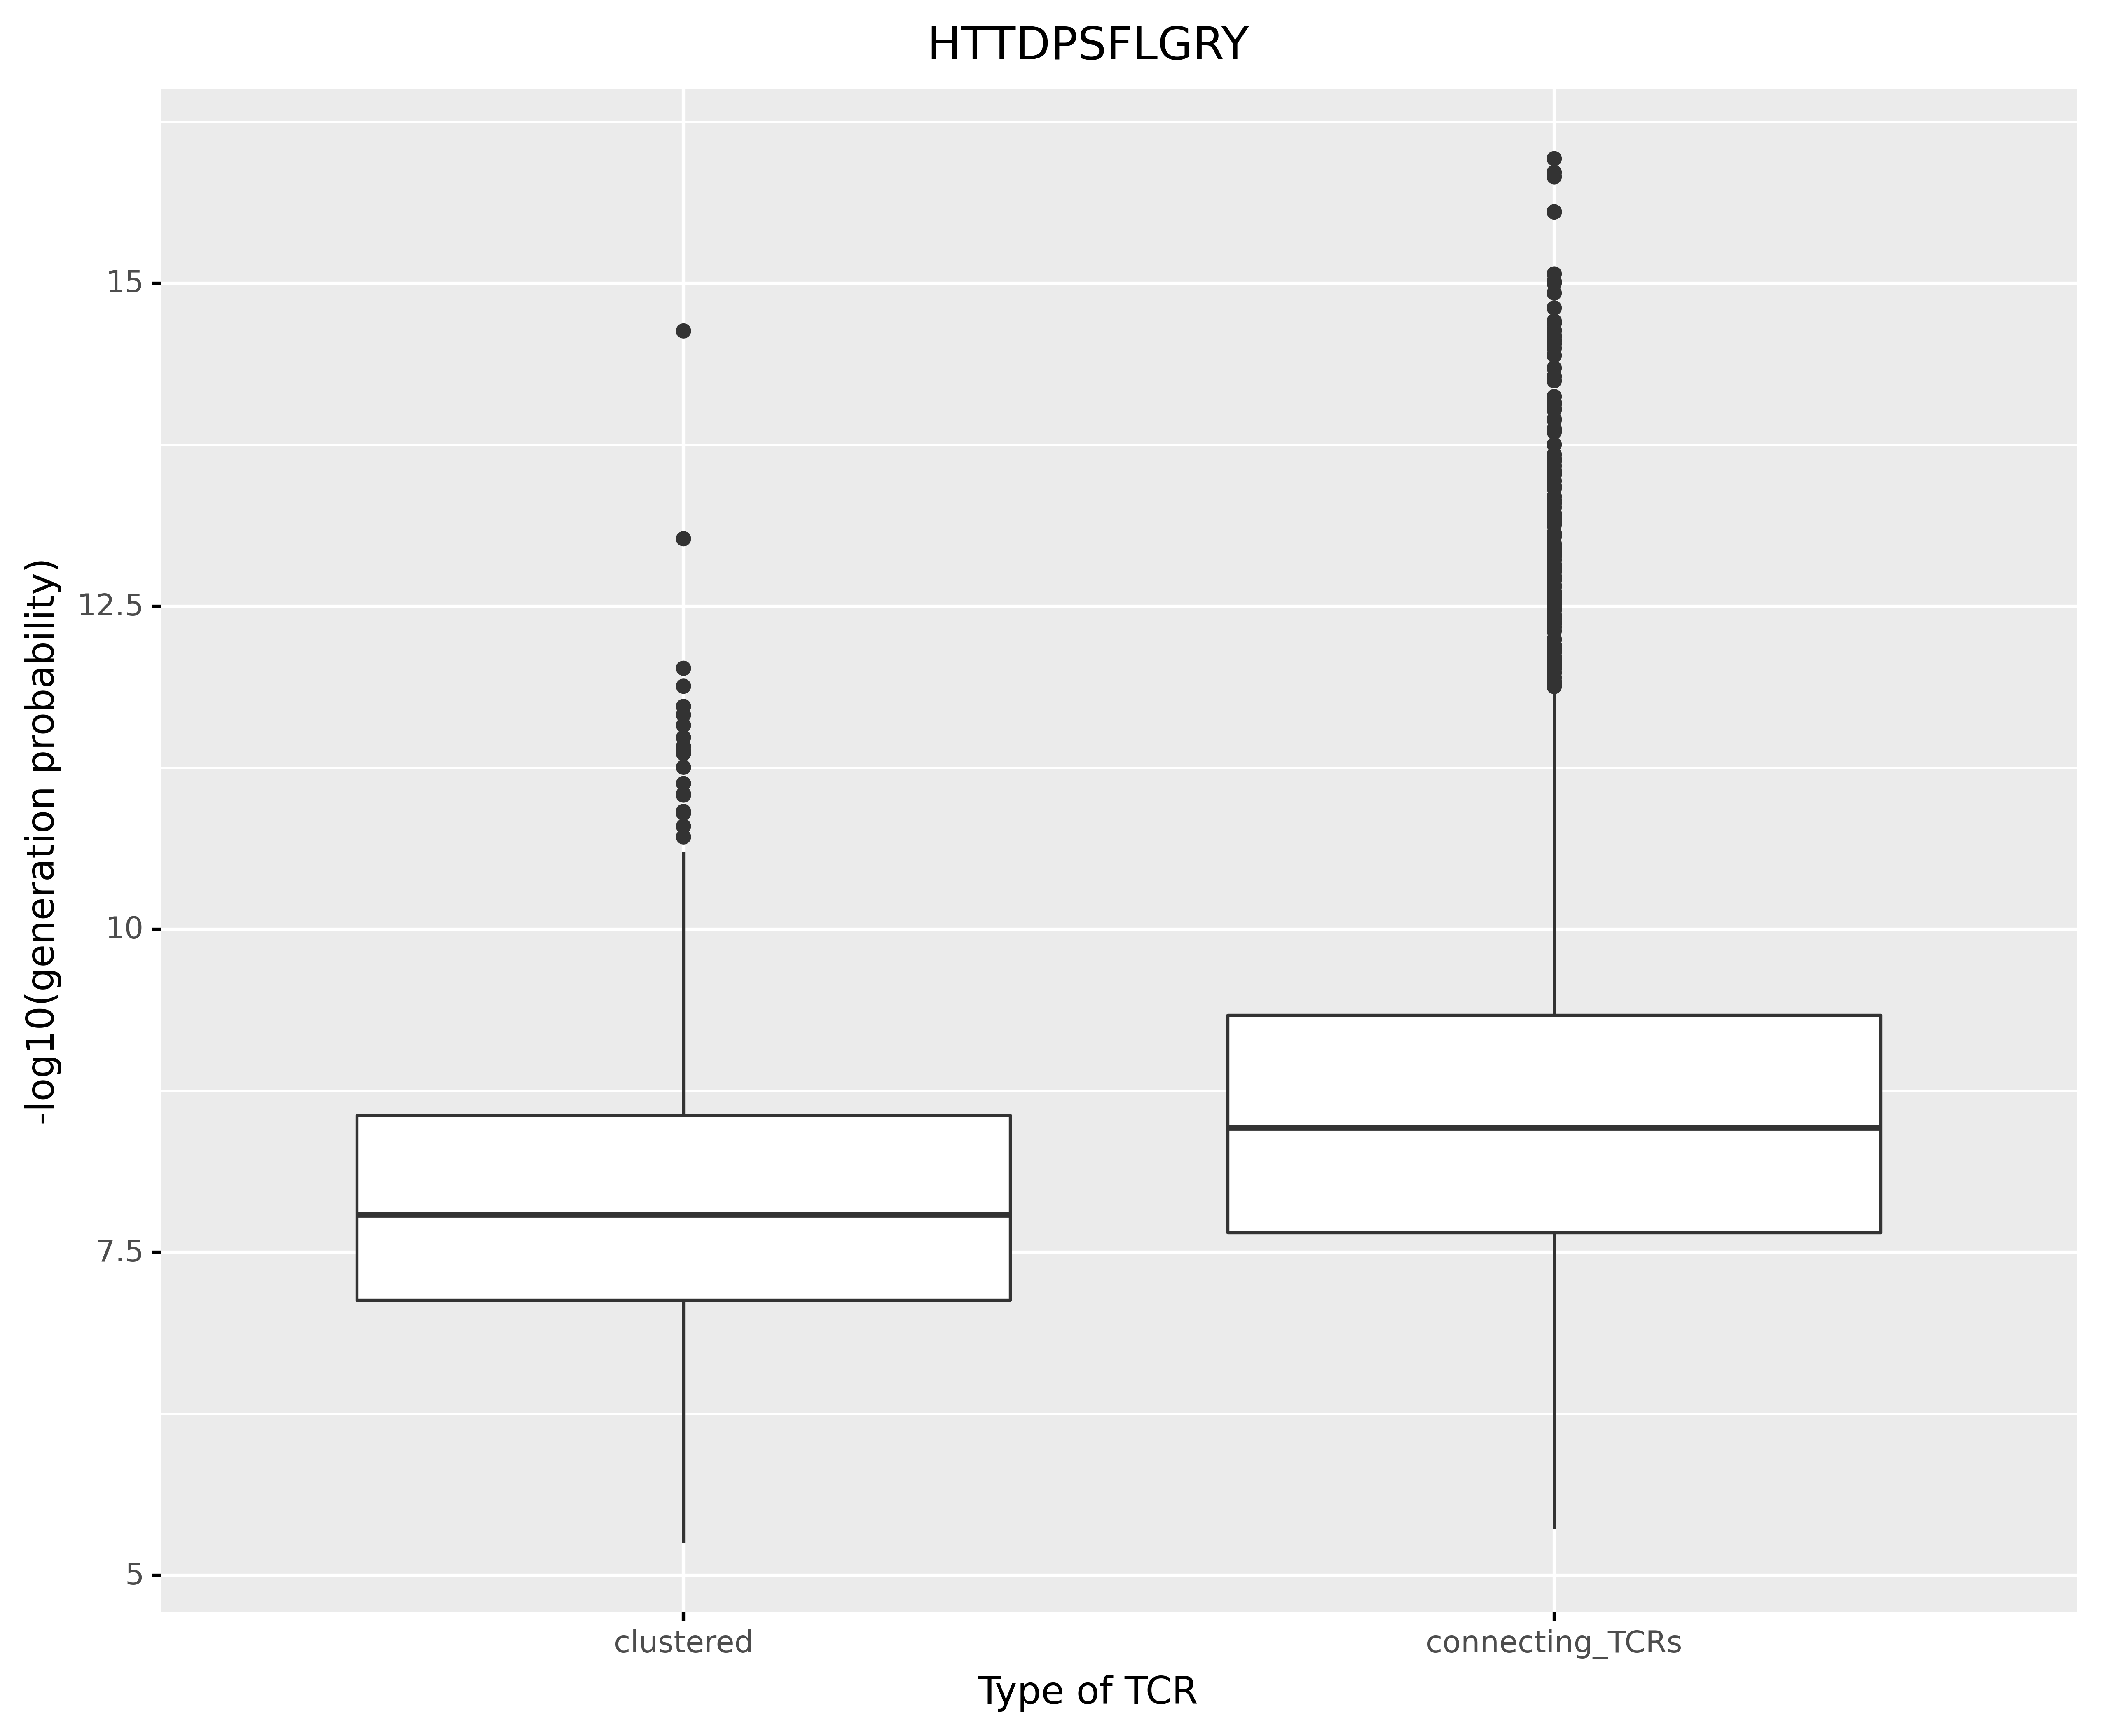 HTTDPSFLGRY
-log10(generation probability)
15
12.5
10
7.5
5
clustered
connecting_TCRs
Type of TCR